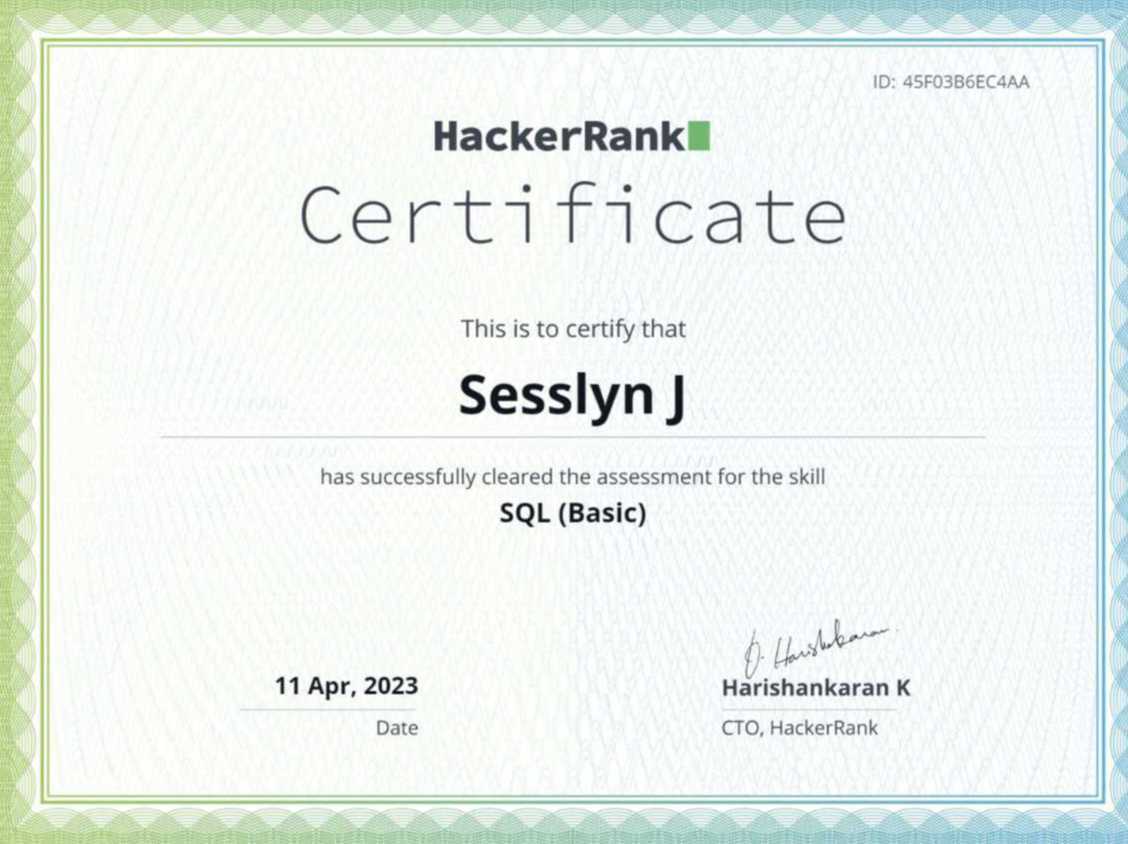 ID: 45F03B6EC4AA
HackerRank
Certificate
This is to certify that
Sesslyn J
has successfully cleared the assessment for the skill
SQL (Basic)
11 Apr, 2023
Date
Harishankaran K
CTO, HackerRank